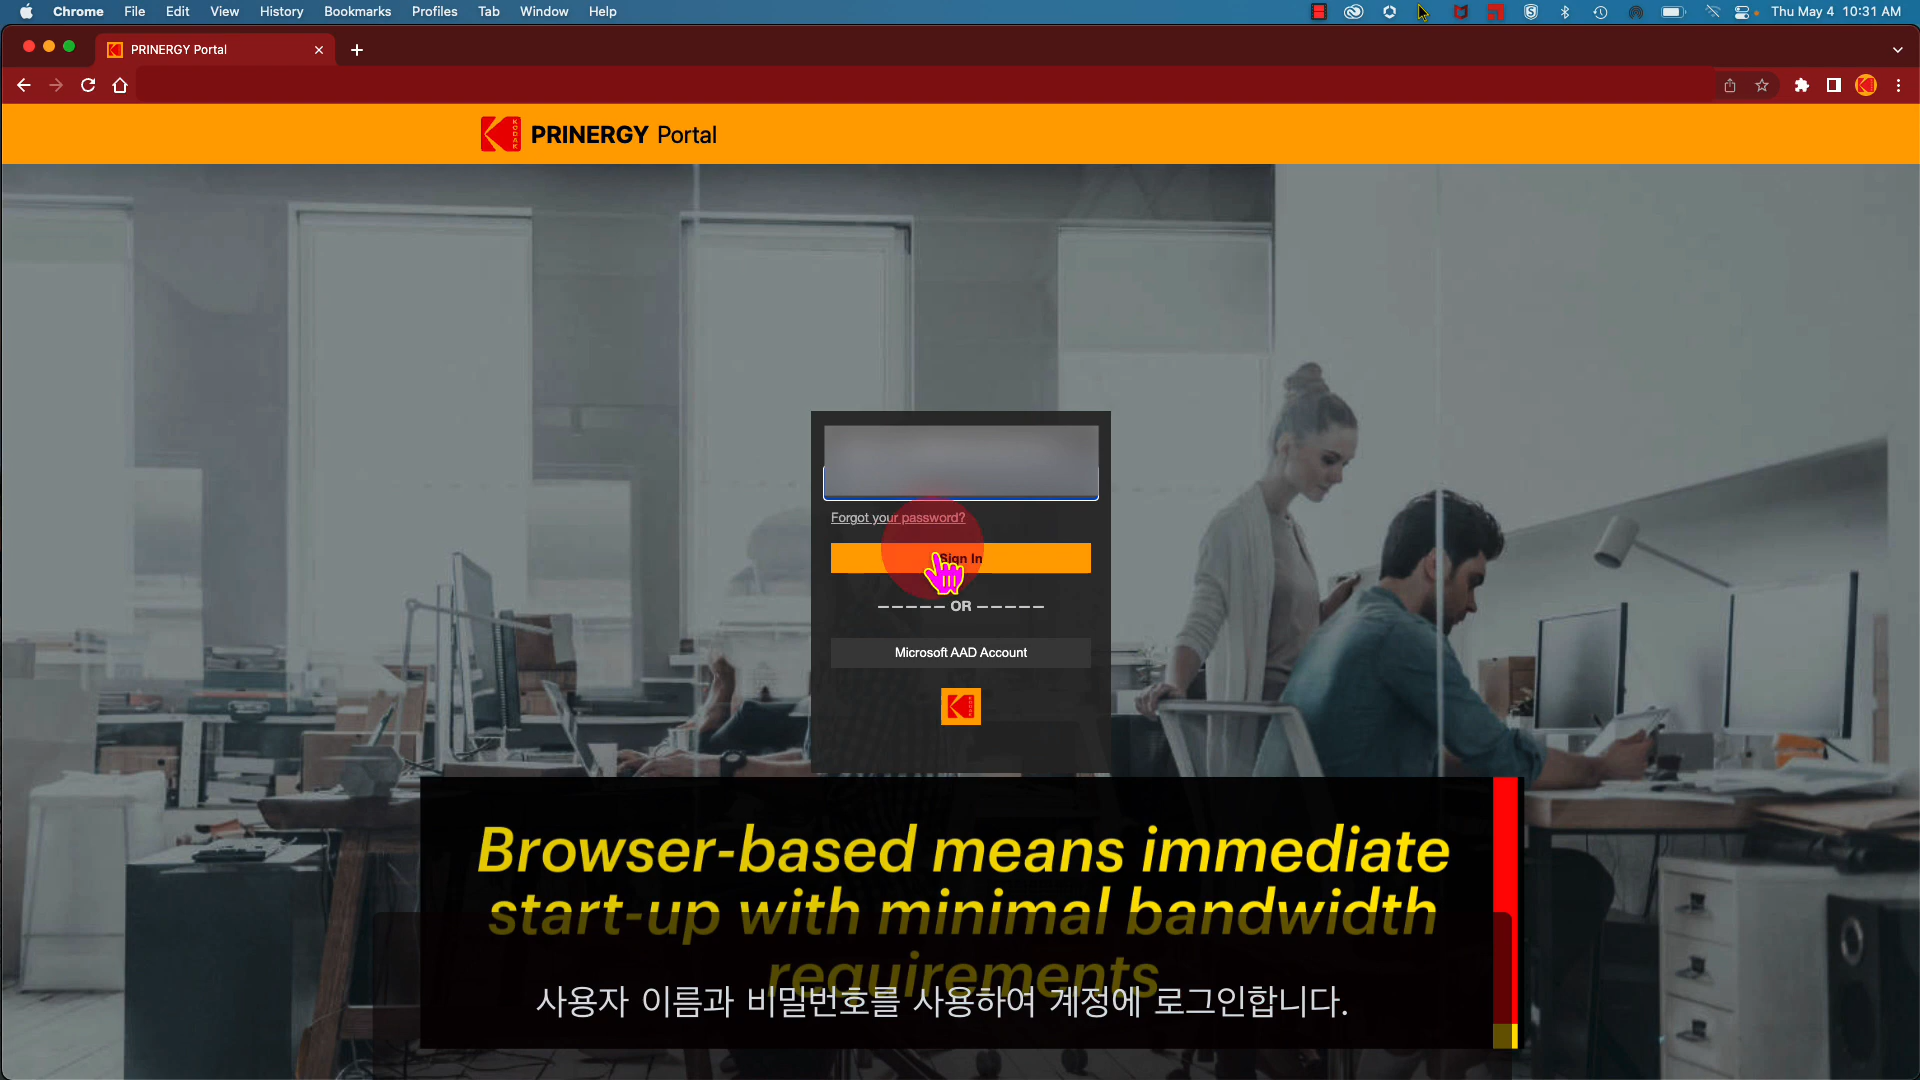 Chrome File Edit View History Bookmarks Profiles Tab Window Help Thu May 4 10:31 AM
PRINERGY Portal
KODAK PRINERGY Portal
Forgot your password?
Sign In
----- OR -----
Microsoft AAD Account
Browser-based means immediate
start-up with minimal bandwidth
requirements
사용자 이름과 비밀번호를 사용하여 계정에 로그인합니다.